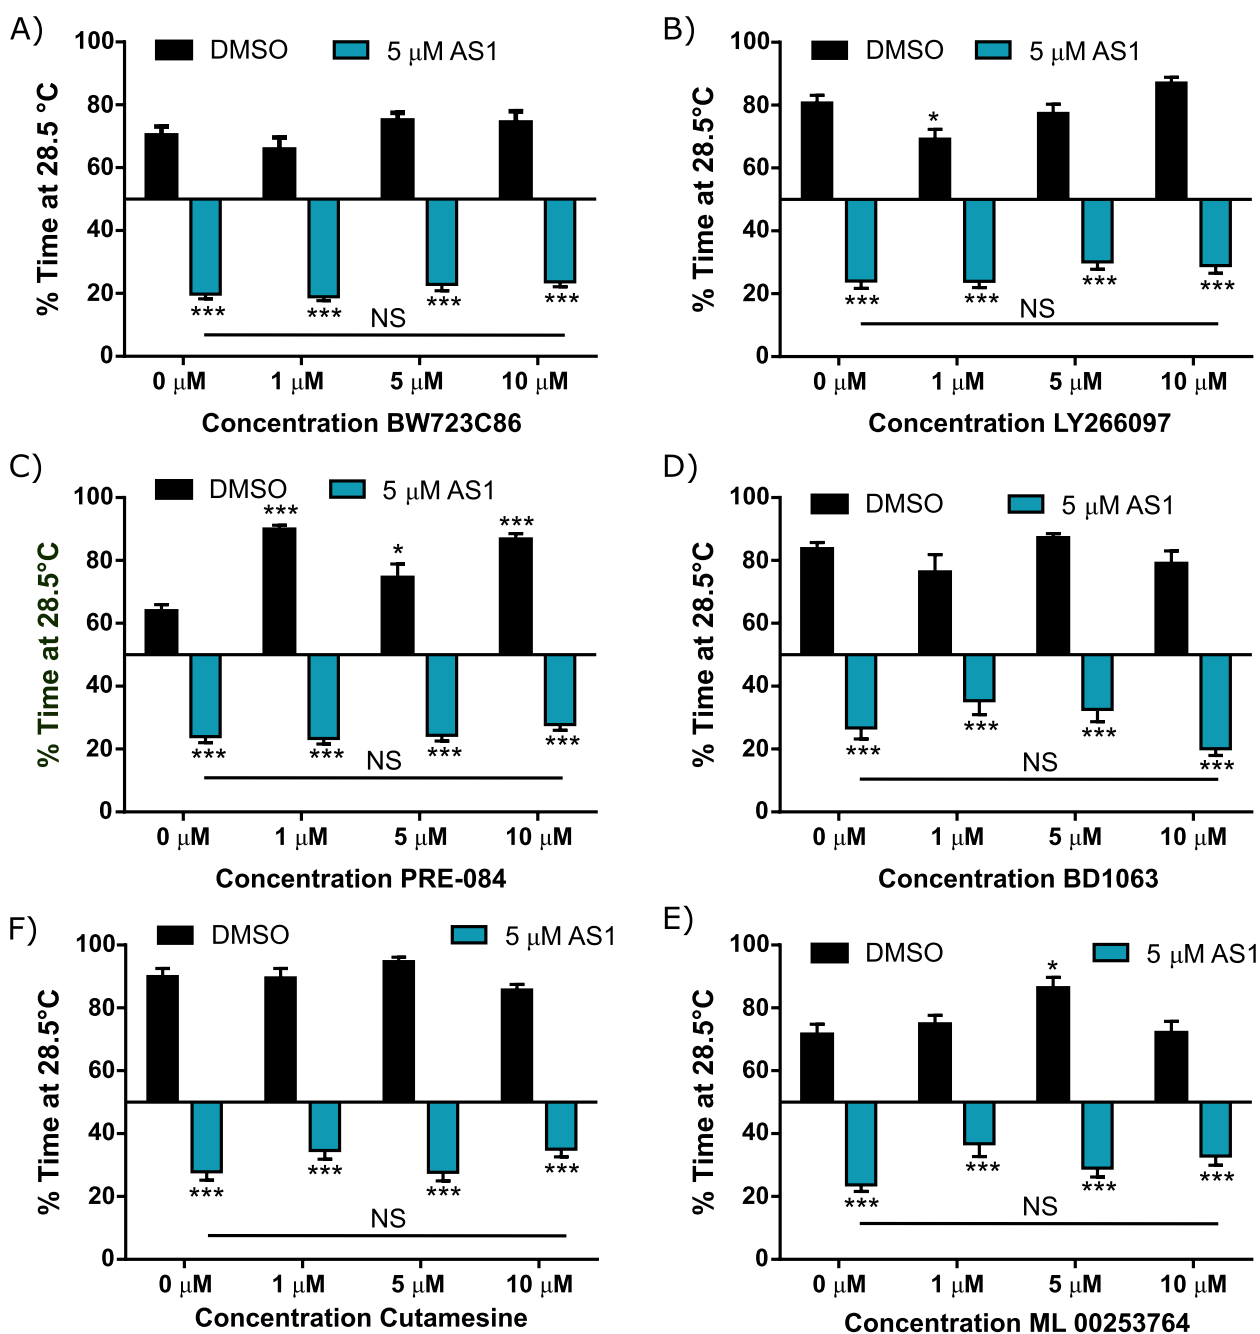 A)
DMSO 5 μM AS1
% Time at 28.5 °C
100
80
60
40
20
0
*** *** *** ***
NS
0 μM 1 μM 5 μM 10 μM
Concentration BW723C86
B)
DMSO 5 μM AS1
% Time at 28.5°C
100
80
60
40
20
0
*
*** *** *** ***
NS
0 μM 1 μM 5 μM 10 μM
Concentration LY266097
C)
DMSO 5 μM AS1
% Time at 28.5°C
100
80
60
40
20
0
*** * ***
*** *** *** ***
NS
0 μM 1 μM 5 μM 10 μM
Concentration PRE-084
D)
DMSO 5 μM AS1
% Time at 28.5°C
100
80
60
40
20
0
*** *** *** ***
NS
0 μM 1 μM 5 μM 10 μM
Concentration BD1063
F)
DMSO 5 μM AS1
% Time at 28.5°C
100
80
60
40
20
0
*** *** *** ***
NS
0 μM 1 μM 5 μM 10 μM
Concentration Cutamesine
E)
DMSO 5 μM AS1
% Time at 28.5°C
100
80
60
40
20
0
*
*** *** *** ***
NS
0 μM 1 μM 5 μM 10 μM
Concentration ML 00253764